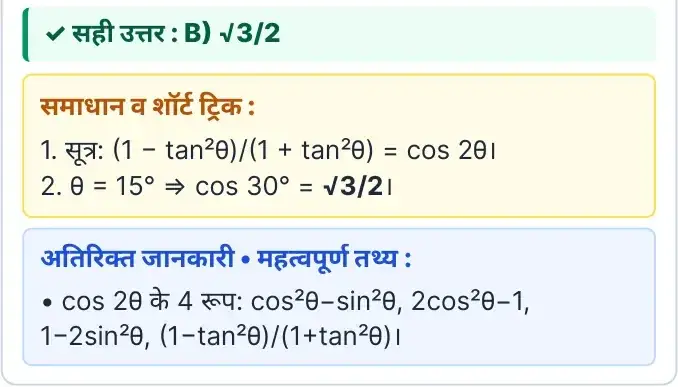 ✓ सही उत्तर : B) √3/2
समाधान व शॉर्ट ट्रिक :
1. सूत्र: (1 − tan²θ)/(1 + tan²θ) = cos 2θ।
2. θ = 15° ⇒ cos 30° = √3/2।
अतिरिक्त जानकारी • महत्वपूर्ण तथ्य :
• cos 2θ के 4 रूप: cos²θ−sin²θ, 2cos²θ−1,
1−2sin²θ, (1−tan²θ)/(1+tan²θ)।